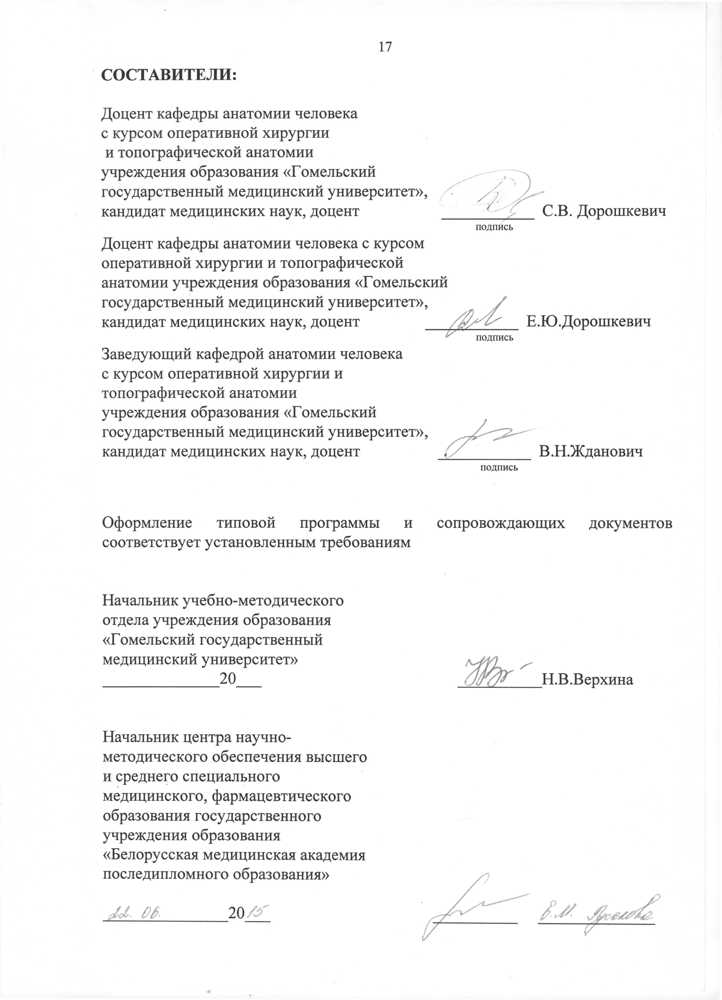 17
СОСТАВИТЕЛИ:
Доцент кафедры анатомии человека
с курсом оперативной хирургии
и топографической анатомии
учреждения образования «Гомельский
государственный медицинский университет»,
кандидат медицинских наук, доцент ____________ С.В. Дорошкевич
подпись
Доцент кафедры анатомии человека с курсом
оперативной хирургии и топографической
анатомии учреждения образования «Гомельский
государственный медицинский университет»,
кандидат медицинских наук, доцент ____________ Е.Ю.Дорошкевич
подпись
Заведующий кафедрой анатомии человека
с курсом оперативной хирургии и
топографической анатомии
учреждения образования «Гомельский
государственный медицинский университет»,
кандидат медицинских наук, доцент ____________ В.Н.Жданович
подпись
Оформление типовой программы и сопровождающих документов
соответствует установленным требованиям
Начальник учебно-методического
отдела учреждения образования
«Гомельский государственный
медицинский университет»
_______________20___ ___________Н.В.Верхина
Начальник центра научно-
методического обеспечения высшего
и среднего специального
медицинского, фармацевтического
образования государственного
учреждения образования
«Белорусская медицинская академия
последипломного образования»
22. 06. 2015 ___________ Е.М.